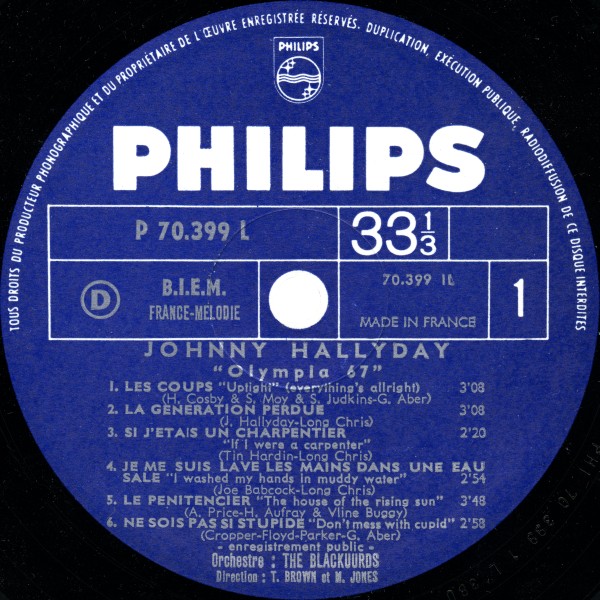 TOUS DROITS DU PRODUCTEUR PHONOGRAPHIQUE ET DU PROPRIÉTAIRE DE L'ŒUVRE ENREGISTRÉE RÉSERVÉS. DUPLICATION, EXÉCUTION PUBLIQUE, RADIODIFFUSION DE CE DISQUE INTERDITES
PHILIPS
PHILIPS
P 70.399 L
33 1/3
D
B.I.E.M.
FRANCE-MÉLODIE
70.399 1L
MADE IN FRANCE
1
JOHNNY HALLYDAY
"Olympia 67"
1. LES COUPS "Uptight" (everything's allright) 3'08
(H. Cosby & S. Moy & S. Judkins-G. Aber)
2. LA GENERATION PERDUE 3'08
(J. Hallyday-Long Chris)
3. SI J'ETAIS UN CHARPENTIER 2'20
"If I were a carpenter"
(Tin Hardin-Long Chris)
4. JE ME SUIS LAVE LES MAINS DANS UNE EAU
SALE "I washed my hands in muddy water" 2'54
(Joe Babcock-Long Chris)
5. LE PENITENCIER "The house of the rising sun" 3'48
(A. Price-H. Aufray & Vline Buggy)
6. NE SOIS PAS SI STUPIDE "Don't mess with cupid" 2'58
(Cropper-Floyd-Parker-G. Aber)
- enregistrement public -
Orchestre : THE BLACKUURDS
Direction : T. BROWN et M. JONES